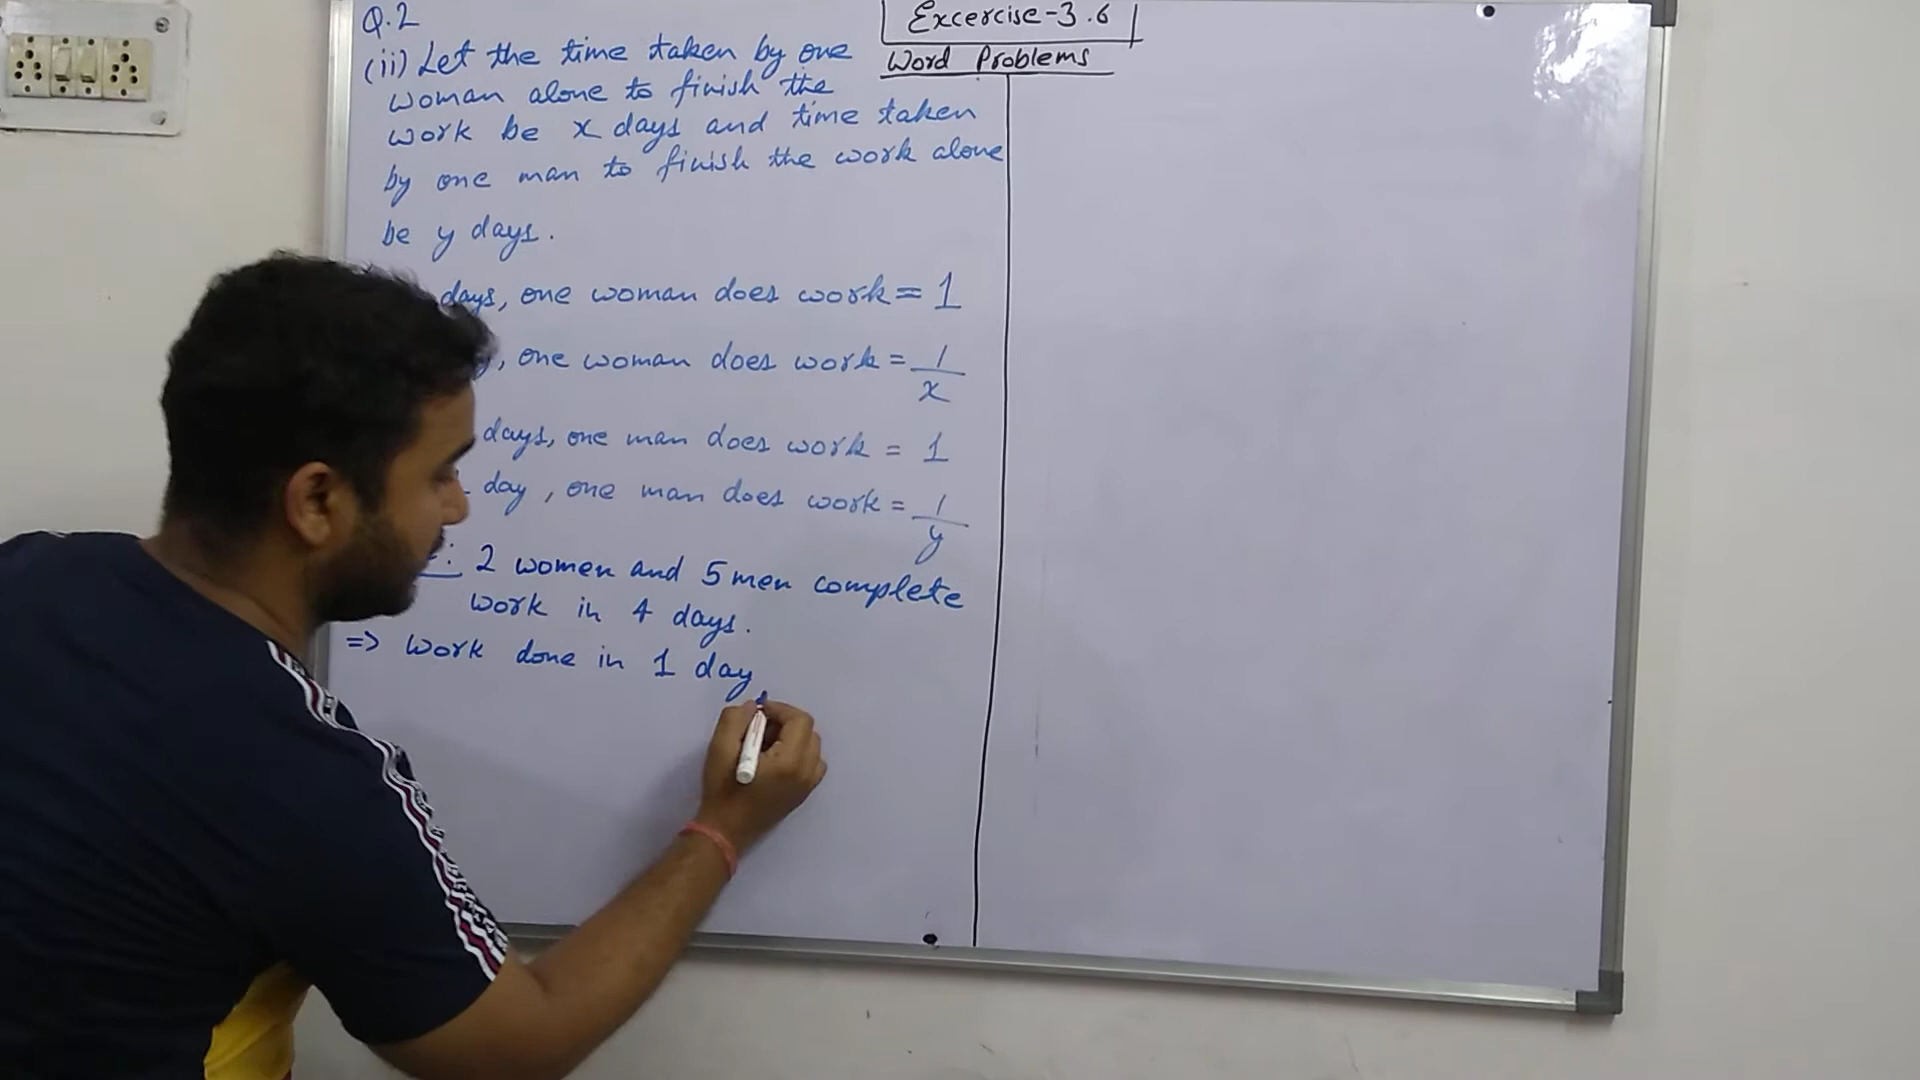 Q.2
Excercise-3.6
Word Problems
(ii) Let the time taken by one
woman alone to finish the
work be x days and time taken
by one man to finish the work alone
be y days.
days, one woman does work = 1
, one woman does work = 1/x
days, one man does work = 1
day, one man does work = 1/y
: 2 women and 5 men complete
work in 4 days.
=> Work done in 1 day